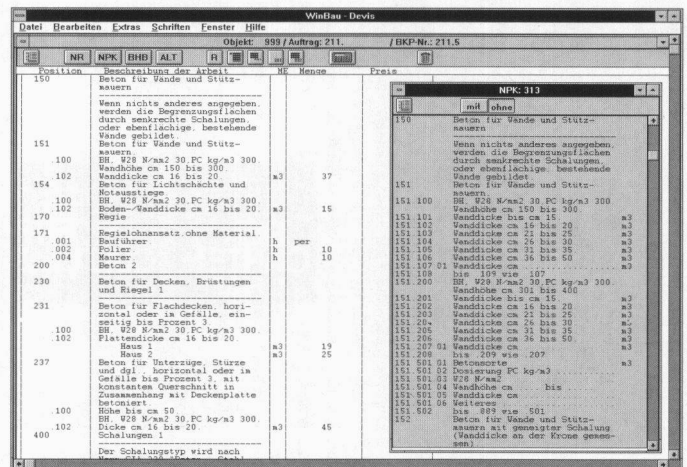 WinBau - Devis
Datei Bearbeiten Extras Schriften Fenster Hilfe
Objekt: 999 / Auftrag: 211. / BKP-Nr.: 211.5
NR NPK BHB ALT R
Position Beschreibung der Arbeit ME Menge Preis
150 Beton für Wände und Stütz-
mauern
Wenn nichts anderes angegeben,
werden die Begrenzungsflächen
durch senkrechte Schalungen,
oder ebenflächige, bestehende
Wände gebildet.
151 Beton für Wände und Stütz-
mauern.
.100 BH, W28 N/mm2 30.PC kg/m3 300.
Wandhöhe cm 150 bis 300.
.102 Wanddicke cm 16 bis 20. m3 37
154 Beton für Lichtschächte und
Notausstiege
.100 BH, W28 N/mm2 30.PC kg/m3 300.
.102 Boden-/Wanddicke cm 16 bis 20. m3 15
170 Regie
171 Regielohnansatz.ohne Material.
.001 Bauführer h per
.002 Polier h 10
.004 Maurer h 10
200 Beton 2
230 Beton für Decken, Brüstungen
und Riegel 1
231 Beton für Flachdecken, hori-
zontal oder im Gefälle, ein-
seitig bis Prozent 3.
.100 BH, W28 N/mm2 30.PC kg/m3 300.
.102 Plattendicke cm 16 bis 20.
Haus 1 m3 19
Haus 2 m3 25
237 Beton für Unterzüge, Stürze
und dgl., horizontal oder im
Gefälle bis Prozent 3, mit
konstantem Querschnitt in
Zusammenhang mit Deckenplatte
betoniert.
.100 Höhe bis cm 50.
BH, W28 N/mm2 30.PC kg/m3 300.
.102 Dicke cm 16 bis 20. m3 45
400 Schalungen 1
Der Schalungstyp wird nach
NPK: 313
mit ohne
150 Beton für Wände und Stütz-
mauern
Wenn nichts anderes angegeben,
werden die Begrenzungsflächen
durch senkrechte Schalungen,
oder ebenflächige, bestehende
Wände gebildet.
151 Beton für Wände und Stütz-
mauern.
151.100 BH, W28 N/mm2 30.PC kg/m3 300.
Wandhöhe cm 150 bis 300.
151.101 Wanddicke bis cm 15. m3
151.102 Wanddicke cm 16 bis 20 m3
151.103 Wanddicke cm 21 bis 25 m3
151.104 Wanddicke cm 26 bis 30 m3
151.105 Wanddicke cm 31 bis 35 m3
151.106 Wanddicke cm 36 bis 50 m3
151.107 01 Wanddicke cm m3
151.108 bis .109 wie .107
151.200 BH, W28 N/mm2 30.PC kg/m3 300.
Wandhöhe cm 301 bis 400
151.201 Wanddicke bis cm 15. m3
151.202 Wanddicke cm 16 bis 20 m3
151.203 Wanddicke cm 21 bis 25 m3
Wanddicke cm 26 bis 30
151.205 Wanddicke cm 31 bis 35 m3
151.206 Wanddicke cm 36 bis 50 m3
151.207 01 Wanddicke cm m3
151.208 bis .209 wie .207
151.501 01 Betonsorte m3
151.501 02 Dosierung PC kg/m3
151.501 03 W28 N/mm2
151.501 04 Wandhöhe cm ... bis ...
151.501 05 Wanddicke cm
151.501 06 Weiteres
151.502 bis .889 wie .501
152 Beton für Wände und Stütz-
mauern mit geneigter Schalung
(Wanddicke an der Krone gemes-
sen)